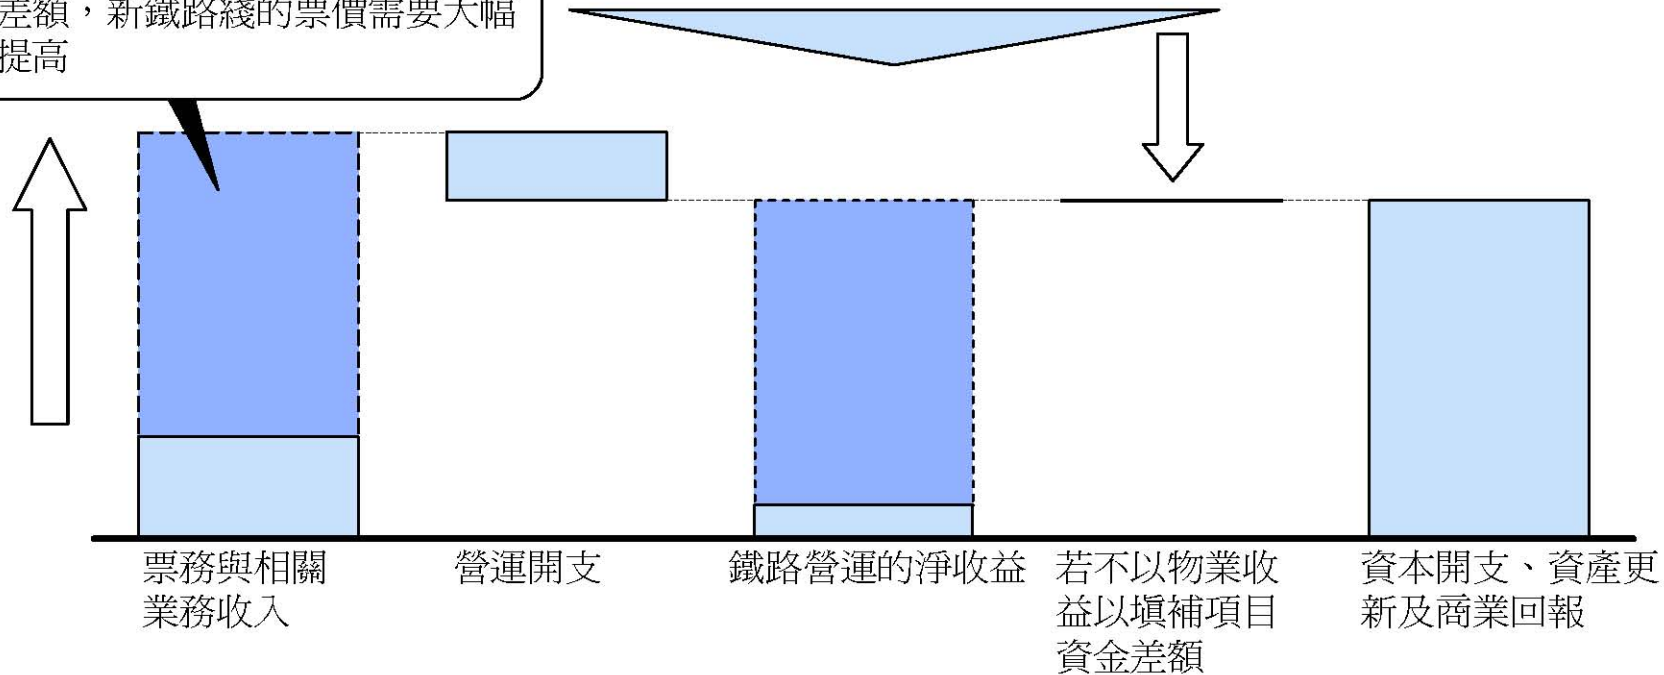 差額，新鐵路綫的票價需要大幅
提高
票務與相關
業務收入
營運開支
鐵路營運的淨收益
若不以物業收
益以塡補項目
資金差額
資本開支、資產更
新及商業回報